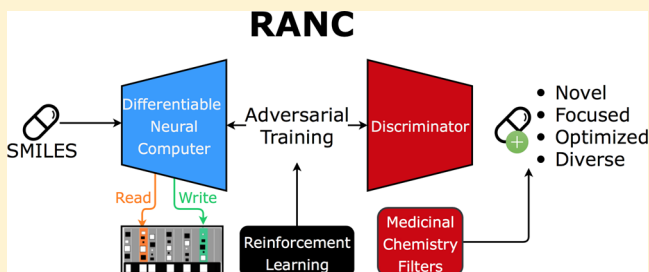 RANC
SMILES
Differentiable
Neural
Computer
Adversarial
Training
Discriminator
• Novel
• Focused
• Optimized
• Diverse
Read
Write
Reinforcement
Learning
Medicinal
Chemistry
Filters